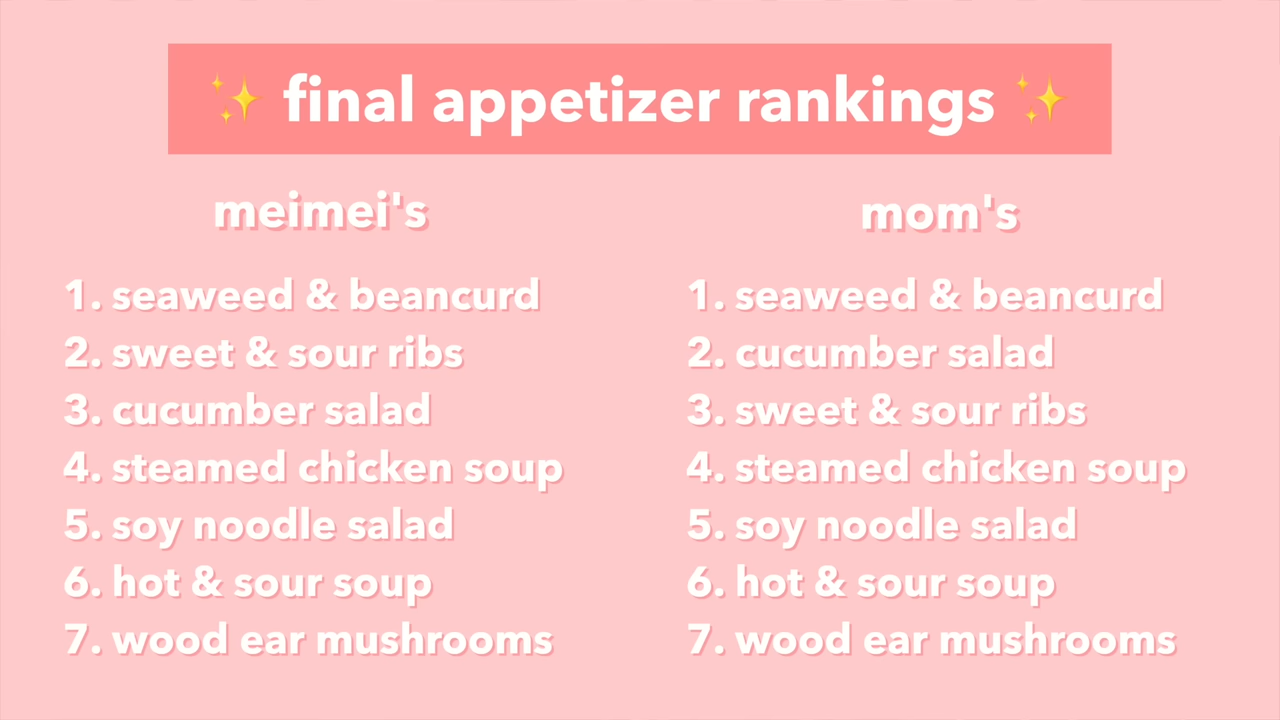 ✨ final appetizer rankings ✨
meimei's
1. seaweed & beancurd
2. sweet & sour ribs
3. cucumber salad
4. steamed chicken soup
5. soy noodle salad
6. hot & sour soup
7. wood ear mushrooms
mom's
1. seaweed & beancurd
2. cucumber salad
3. sweet & sour ribs
4. steamed chicken soup
5. soy noodle salad
6. hot & sour soup
7. wood ear mushrooms